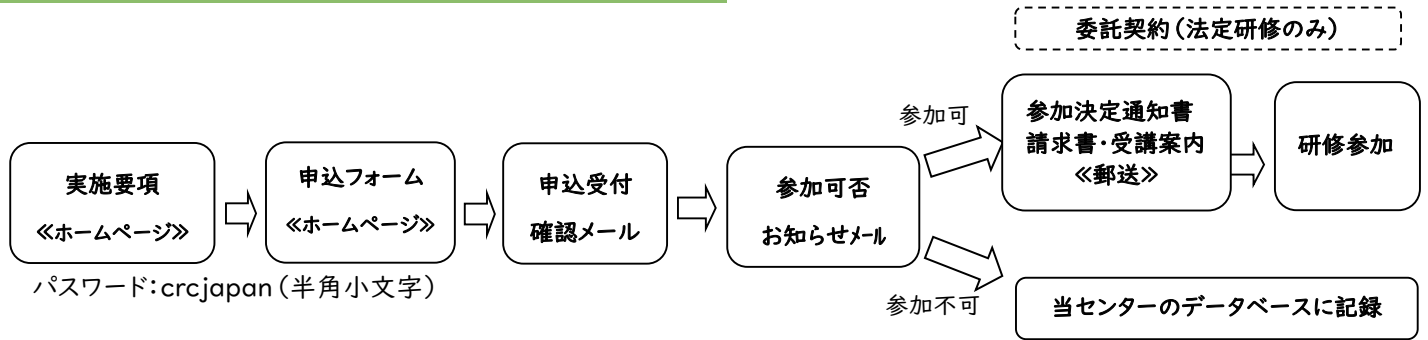 委託契約（法定研修のみ）
実施要項
≪ホームページ≫
パスワード：crcjapan（半角小文字）
申込フォーム
≪ホームページ≫
申込受付
確認メール
参加可否
お知らせメール
参加可
参加決定通知書
請求書・受講案内
≪郵送≫
研修参加
参加不可
当センターのデータベースに記録